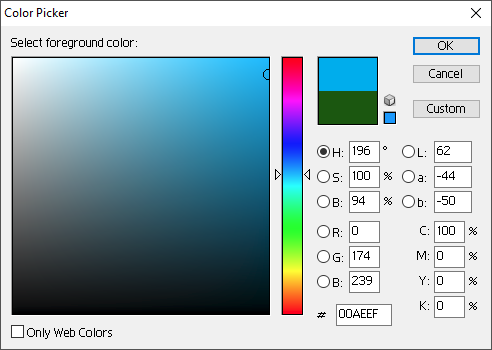 Color Picker
Select foreground color:
OK
Cancel
Custom
H: 196 °
S: 100 %
B: 94 %
R: 0
G: 174
B: 239
# 00AEEF
L: 62
a: -44
b: -50
C: 100 %
M: 0 %
Y: 0 %
K: 0 %
Only Web Colors